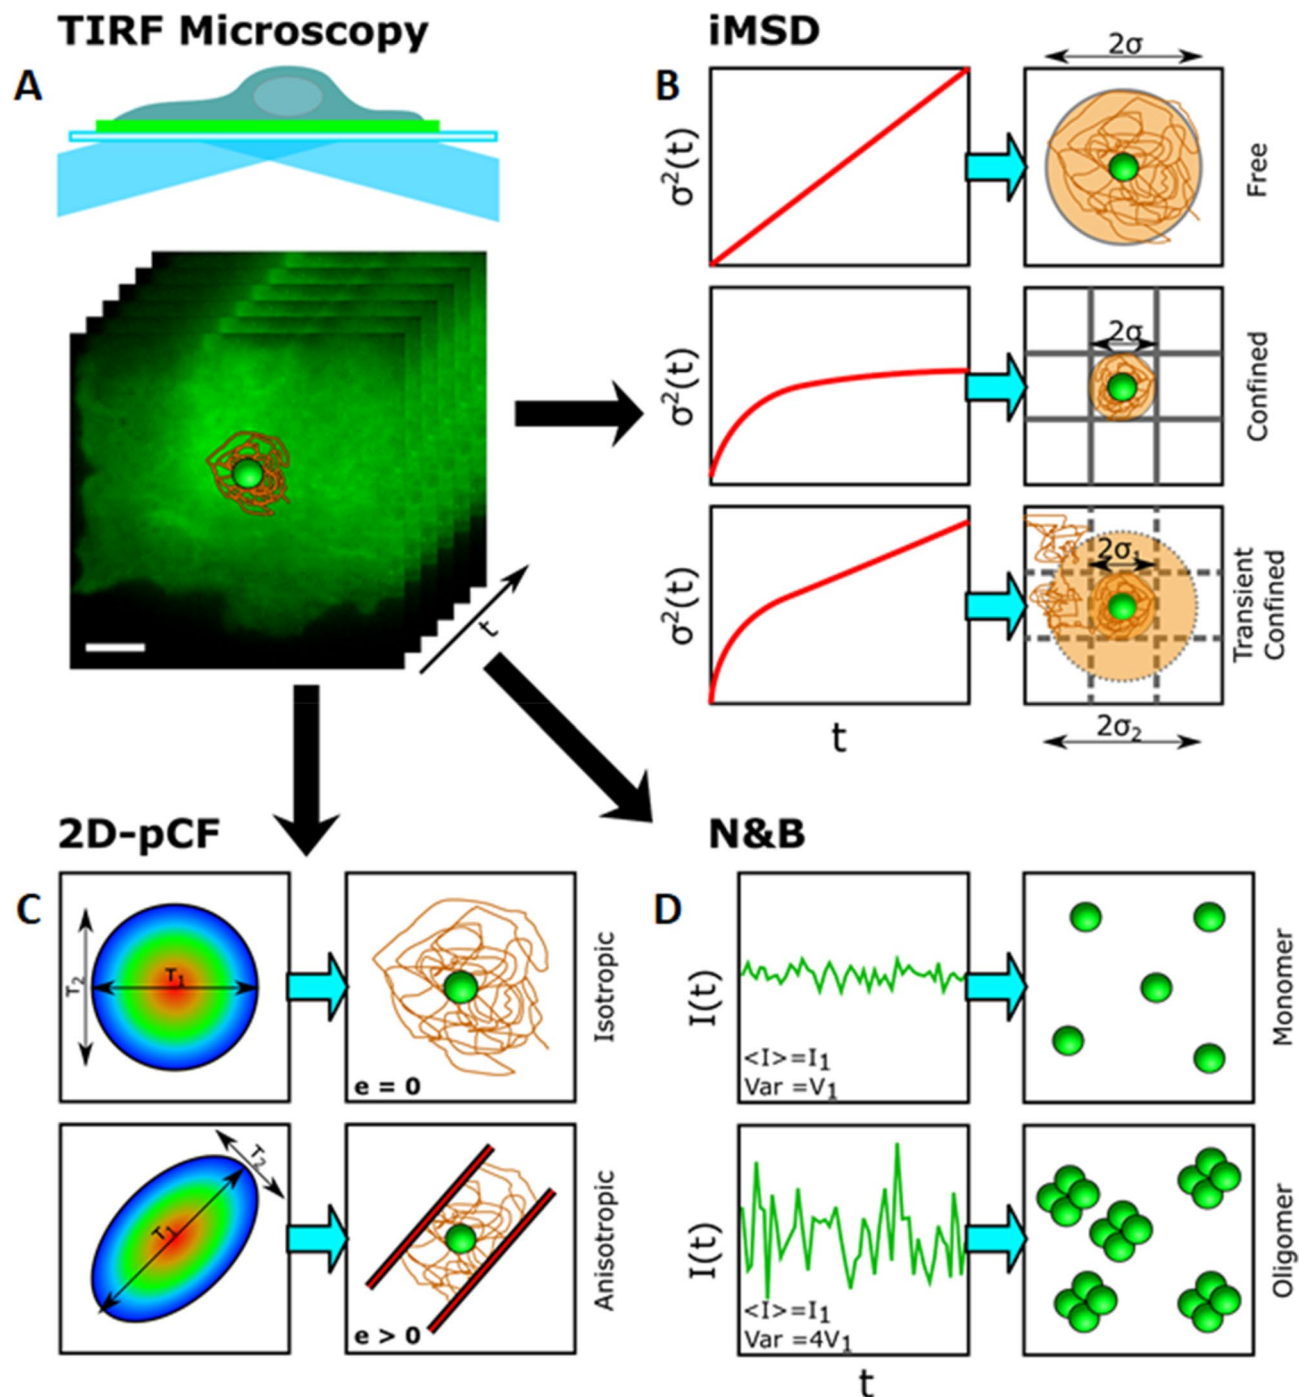 TIRF Microscopy
A
t
iMSD
B
2σ
σ²(t)
Free
2σ
σ²(t)
Confined
2σ₁
σ²(t)
Transient
Confined
t
2σ₂
2D-pCF
C
τ₂
τ₁
e = 0
Isotropic
τ₂
τ₁
e > 0
Anisotropic
N&B
D
I(t)
<I>=I₁
Var =V₁
Monomer
I(t)
<I>=I₁
Var =4V₁
Oligomer
t